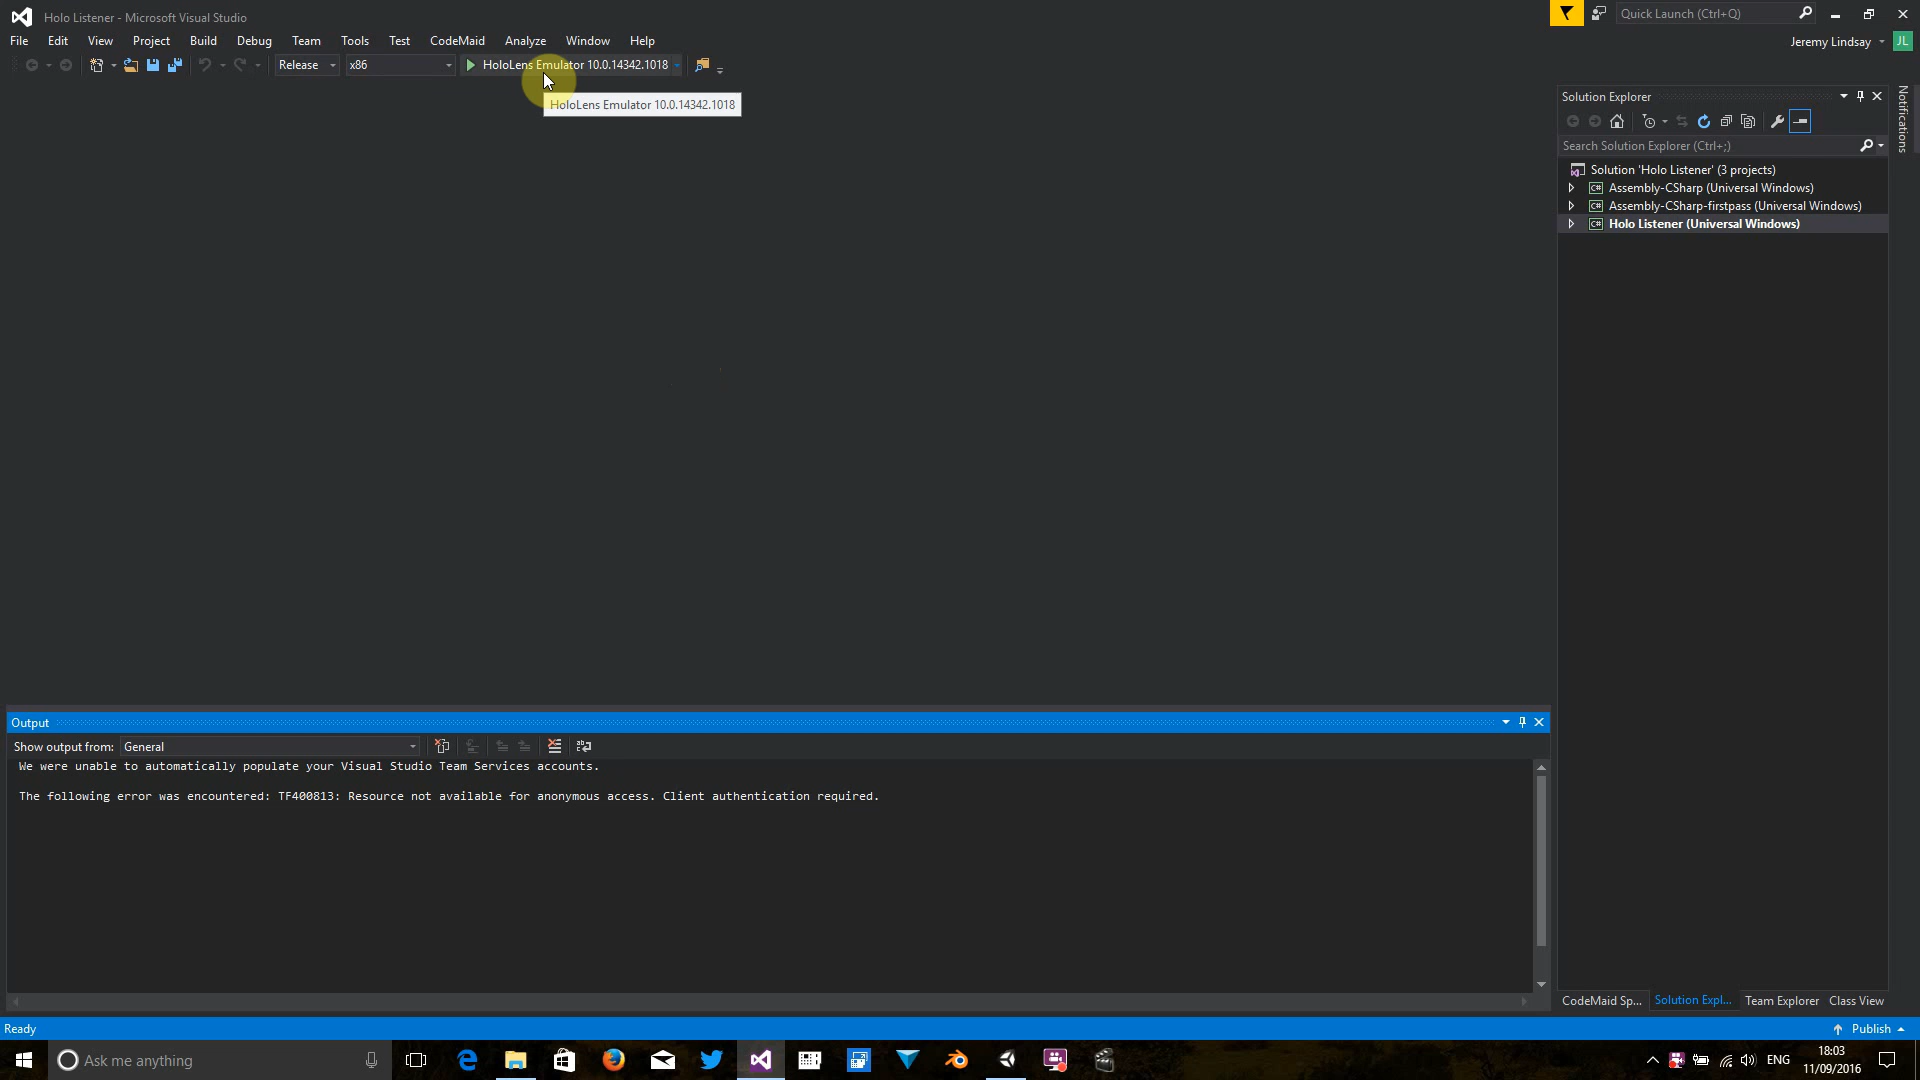 Holo Listener - Microsoft Visual Studio
Quick Launch (Ctrl+Q)
File Edit View Project Build Debug Team Tools Test CodeMaid Analyze Window Help
Jeremy Lindsay JL
Release x86 HoloLens Emulator 10.0.14342.1018
HoloLens Emulator 10.0.14342.1018
Notifications
Solution Explorer
Search Solution Explorer (Ctrl+;)
Solution 'Holo Listener' (3 projects)
C# Assembly-CSharp (Universal Windows)
C# Assembly-CSharp-firstpass (Universal Windows)
C# Holo Listener (Universal Windows)
Output
Show output from: General
We were unable to automatically populate your Visual Studio Team Services accounts.
The following error was encountered: TF400813: Resource not available for anonymous access. Client authentication required.
CodeMaid Sp... Solution Expl... Team Explorer Class View
Ready
Publish
Ask me anything
ENG
18:03
11/09/2016